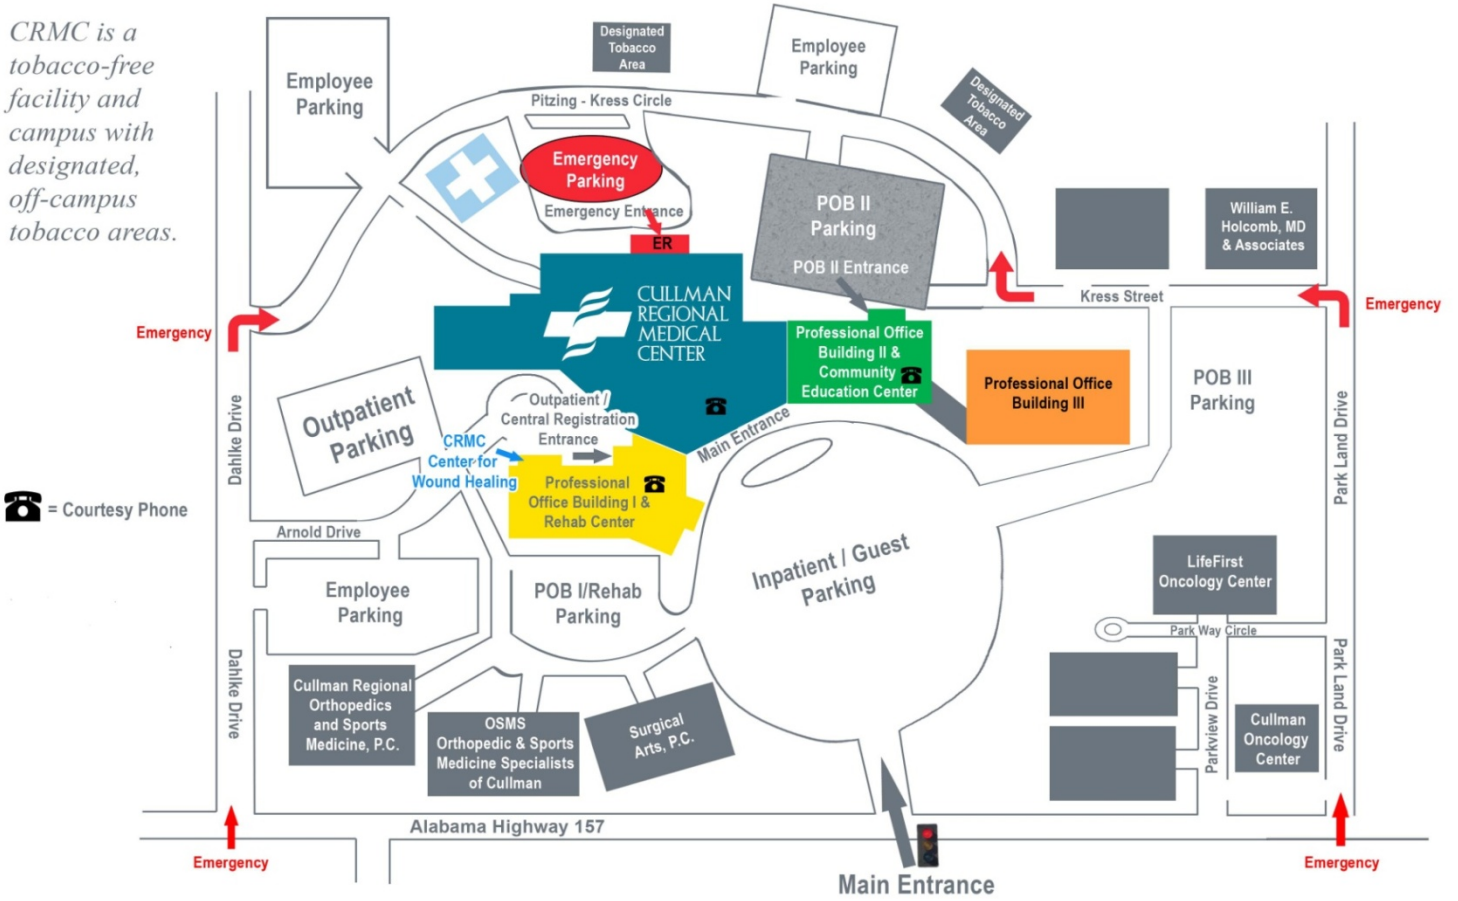 CRMC is a
tobacco-free
facility and
campus with
designated,
off-campus
tobacco areas.
Employee
Parking
Designated
Tobacco
Area
Employee
Parking
Designated
Tobacco
Area
Pitzing - Kress Circle
Emergency
Parking
Emergency Entrance
ER
POB II
Parking
POB II Entrance
William E.
Holcomb, MD
& Associates
Kress Street
Emergency
Emergency
CULLMAN
REGIONAL
MEDICAL
CENTER
Professional Office
Building II &
Community
Education Center
Professional Office
Building III
POB III
Parking
Outpatient
Parking
Outpatient /
Central Registration
Entrance
Main Entrance
CRMC
Center for
Wound Healing
Professional
Office Building I &
Rehab Center
Dahlke Drive
Park Land Drive
= Courtesy Phone
Arnold Drive
Employee
Parking
POB I/Rehab
Parking
Inpatient / Guest
Parking
LifeFirst
Oncology Center
Park Way Circle
Dahlke Drive
Cullman Regional
Orthopedics
and Sports
Medicine, P.C.
OSMS
Orthopedic & Sports
Medicine Specialists
of Cullman
Surgical
Arts, P.C.
Parkview Drive
Cullman
Oncology
Center
Park Land Drive
Alabama Highway 157
Emergency
Emergency
Main Entrance